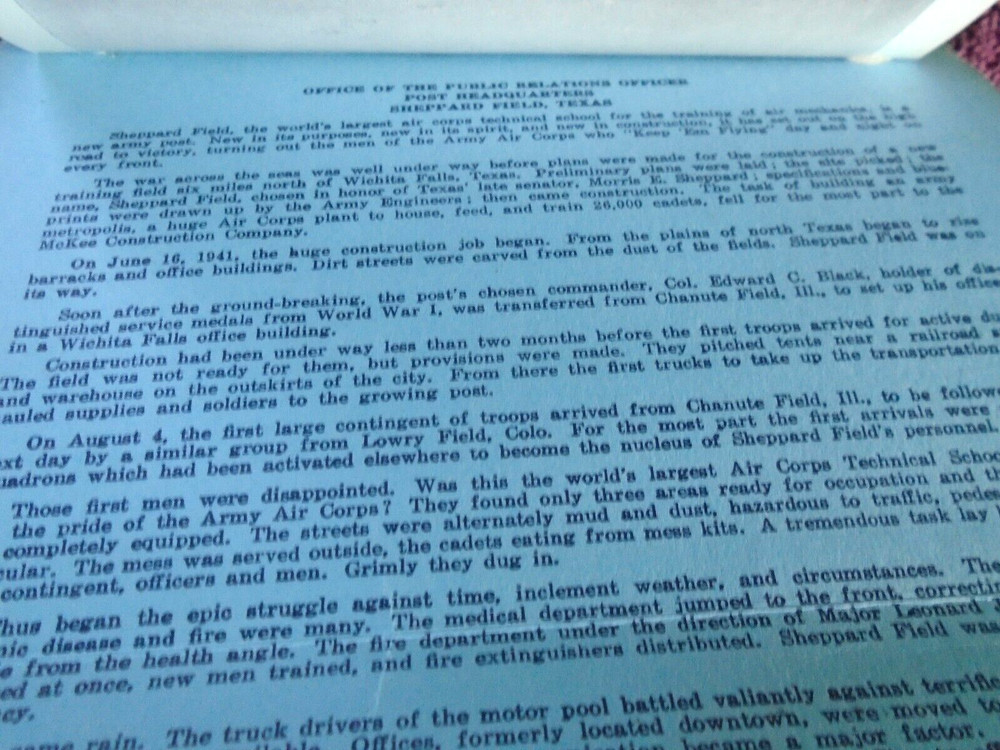 OFFICE OF THE PUBLIC RELATIONS OFFICER
POST HEADQUARTERS
SHEPPARD FIELD, TEXAS
Sheppard Field, the world's largest air corps technical school for the training of air mechanics, is a
new army post. New in its purposes, new in its spirit, and new in construction, it has set out on the high
road to victory, turning out the men of the Army Air Corps who "Keep 'Em Flying" day and night on
every front.
The war across the seas was well under way before plans were made for the construction of a new
training field six miles north of Wichita Falls, Texas. Preliminary plans were laid; the site picked; the
name, Sheppard Field, chosen in honor of Texas' late senator, Morris E. Sheppard; specifications and blue-
prints were drawn up by the Army Engineers; then came construction. The task of building an army
metropolis, a huge Air Corps plant to house, feed, and train 26,000 cadets, fell for the most part to the
McKee Construction Company.
On June 16, 1941, the huge construction job began. From the plains of north Texas began to rise
barracks and office buildings. Dirt streets were carved from the dust of the fields. Sheppard Field was on
its way.
Soon after the ground-breaking, the post's chosen commander, Col. Edward C. Black, holder of dis-
tinguished service medals from World War I, was transferred from Chanute Field, Ill., to set up his office
in a Wichita Falls office building.
Construction had been under way less than two months before the first troops arrived for active du
The field was not ready for them, but provisions were made. They pitched tents near a railroad s
and warehouse on the outskirts of the city. From there the first trucks to take up the transportation
auled supplies and soldiers to the growing post.
On August 4, the first large contingent of troops arrived from Chanute Field, Ill., to be follow
xt day by a similar group from Lowry Field, Colo. For the most part the first arrivals were
uadrons which had been activated elsewhere to become the nucleus of Sheppard Field's personnel.
Those first men were disappointed. Was this the world's largest Air Corps Technical Schoo
the pride of the Army Air Corps? They found only three areas ready for occupation and th
completely equipped. The streets were alternately mud and dust, hazardous to traffic, pedes
cular. The mess was served outside, the cadets eating from mess kits. A tremendous task lay
contingent, officers and men. Grimly they dug in.
hus began the epic struggle against time, inclement weather, and circumstances. The
ic disease and fire were many. The medical department jumped to the front, correctin
e from the health angle. The fire department under the direction of Major Leonard
ed at once, new men trained, and fire extinguishers distributed. Sheppard Field was
cy.
ame rain. The truck drivers of the motor pool battled valiantly against terrific
Offices, formerly located downtown, were moved to
became a major factor.